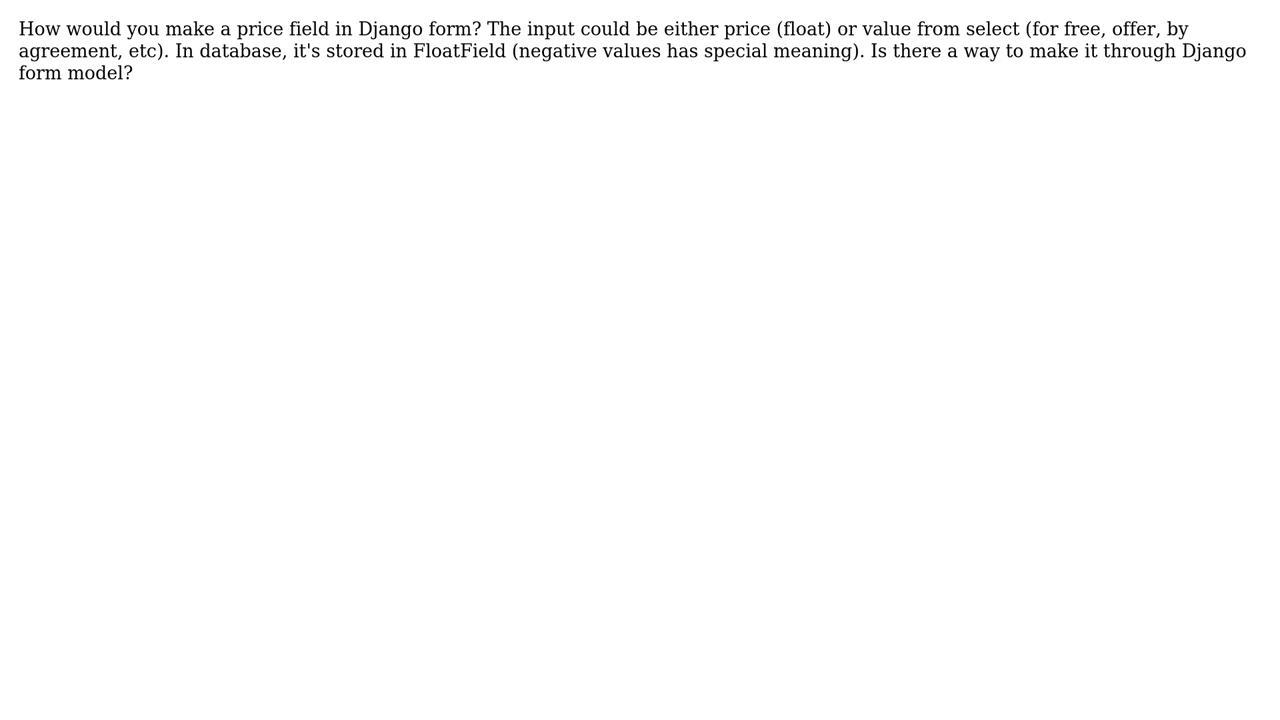 How would you make a price field in Django form? The input could be either price (float) or value from select (for free, offer, by
agreement, etc). In database, it's stored in FloatField (negative values has special meaning). Is there a way to make it through Django
form model?